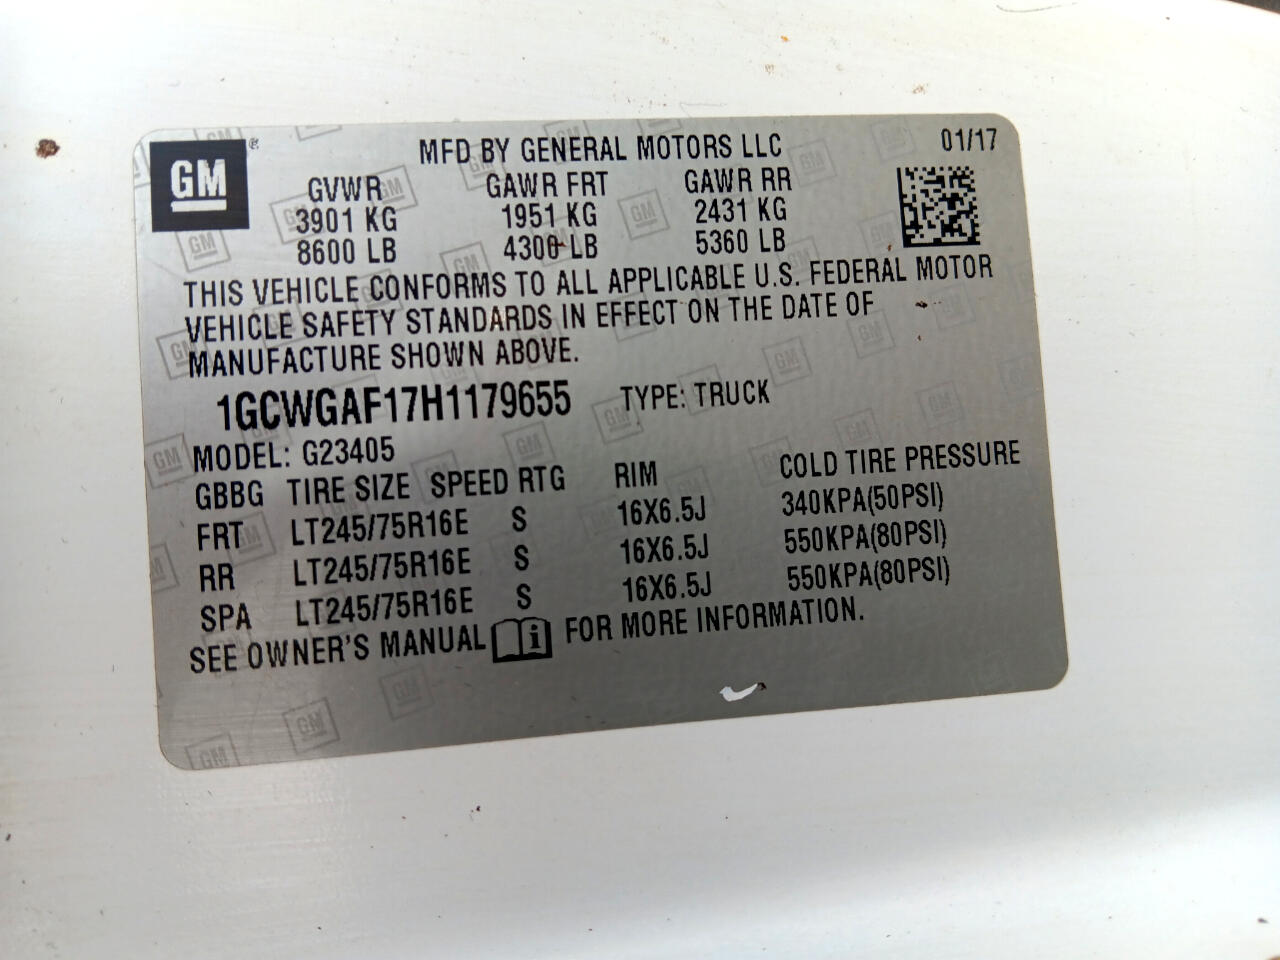 GM ® MFD BY GENERAL MOTORS LLC 01/17
GVWR GAWR FRT GAWR RR
3901 KG 1951 KG 2431 KG
8600 LB 4300 LB 5360 LB
THIS VEHICLE CONFORMS TO ALL APPLICABLE U.S. FEDERAL MOTOR
VEHICLE SAFETY STANDARDS IN EFFECT ON THE DATE OF
MANUFACTURE SHOWN ABOVE.
1GCWGAF17H1179655 TYPE: TRUCK
MODEL: G23405
GBBG TIRE SIZE SPEED RTG RIM COLD TIRE PRESSURE
FRT LT245/75R16E S 16X6.5J 340KPA(50PSI)
RR LT245/75R16E S 16X6.5J 550KPA(80PSI)
SPA LT245/75R16E S 16X6.5J 550KPA(80PSI)
SEE OWNER'S MANUAL i FOR MORE INFORMATION.